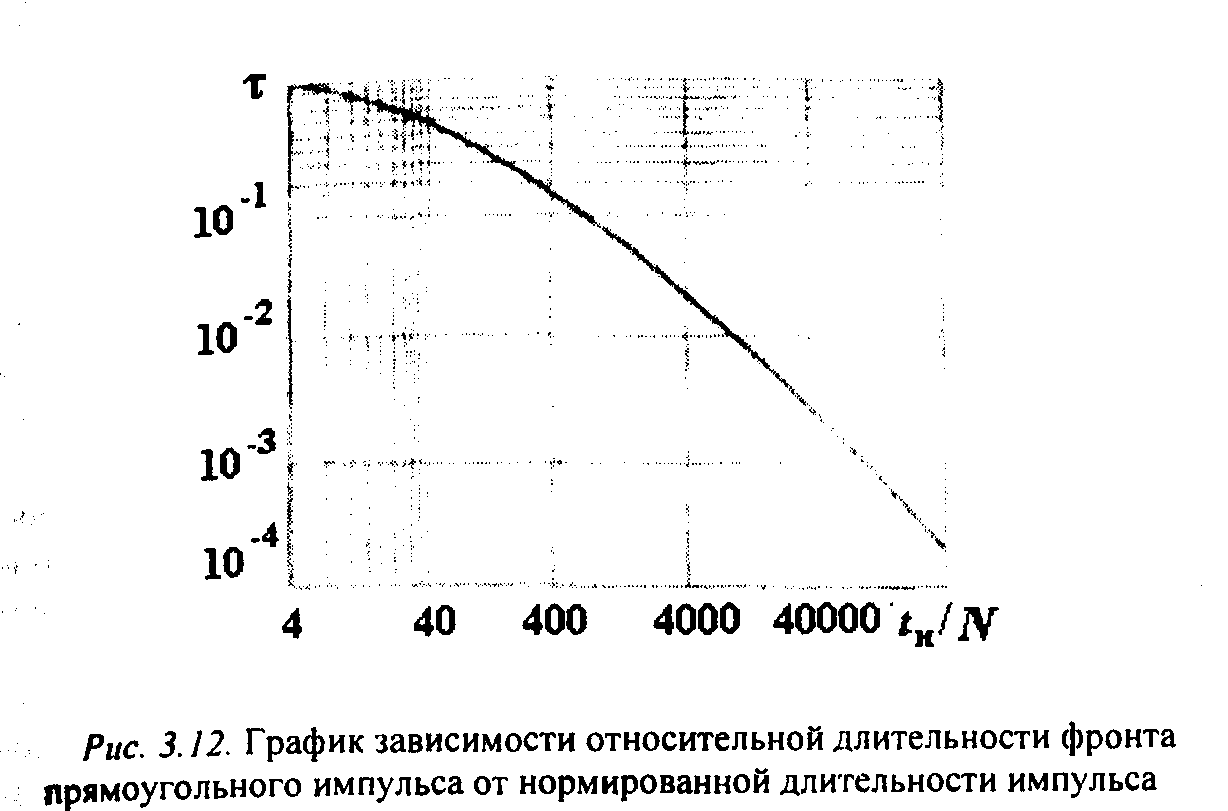 τ
10⁻¹
10⁻²
10⁻³
10⁻⁴
4 40 400 4000 40000 tи/N
Рис. 3.12. График зависимости относительной длительности фронта
прямоугольного импульса от нормированной длительности импульса